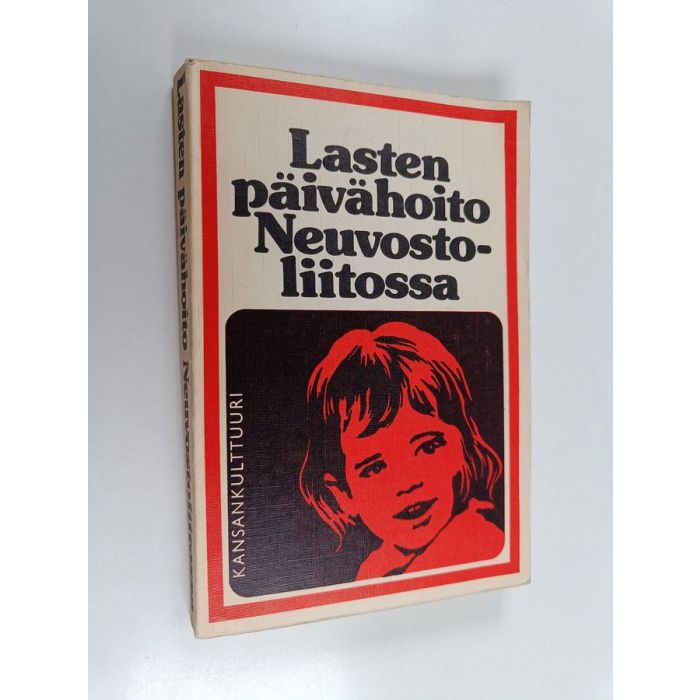 Lasten
päivähoito
Neuvosto-
liitossa
KANSANKULTTUURI
Lasten päivähoito Neuvostoliitossa